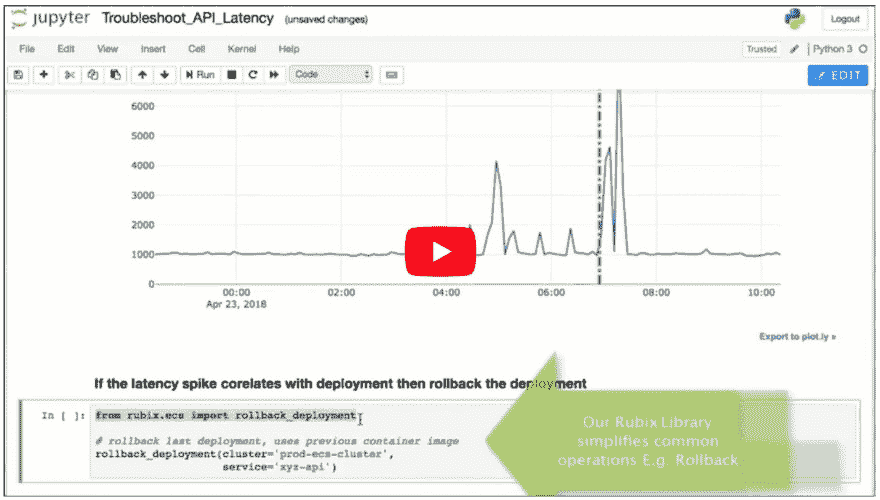 jupyter Troubleshoot_API_Latency (unsaved changes) Logout
File Edit View Insert Cell Kernel Help Trusted Python 3
Run Code EDIT
6000
5000
4000
3000
2000
1000
0
00:00 02:00 04:00 06:00 08:00 10:00
Apr 23, 2018
Export to plot.ly »
If the latency spike corelates with deployment then rollback the deployment
In [ ]: from rubix.ecs import rollback_deployment
# rollback last deployment, uses previous container image
rollback_deployment(cluster='prod-ecs-cluster',
service='xyz-api')
Our Rubix Library
simplifies common
operations E.g. Rollback